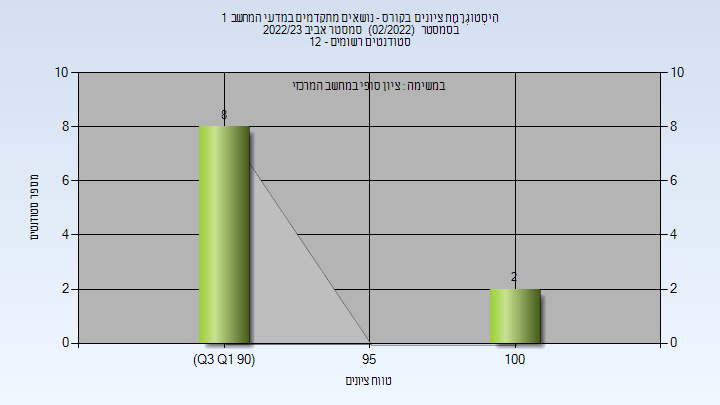 הִיסְטוֹגְרָמַת ציונים בקורס - נושאים מתקדמים במדעי המחשב 1
בסמסטר (02/2022) סמסטר אביב 2022/23
סטודנטים רשומים - 12
במשימה : ציון סופי במחשב המרכזי
10
8
6
4
2
0
10
8
6
4
2
0
8
2
מספר סטודנטים
(Q3 Q1 90)
95
100
טווח ציונים